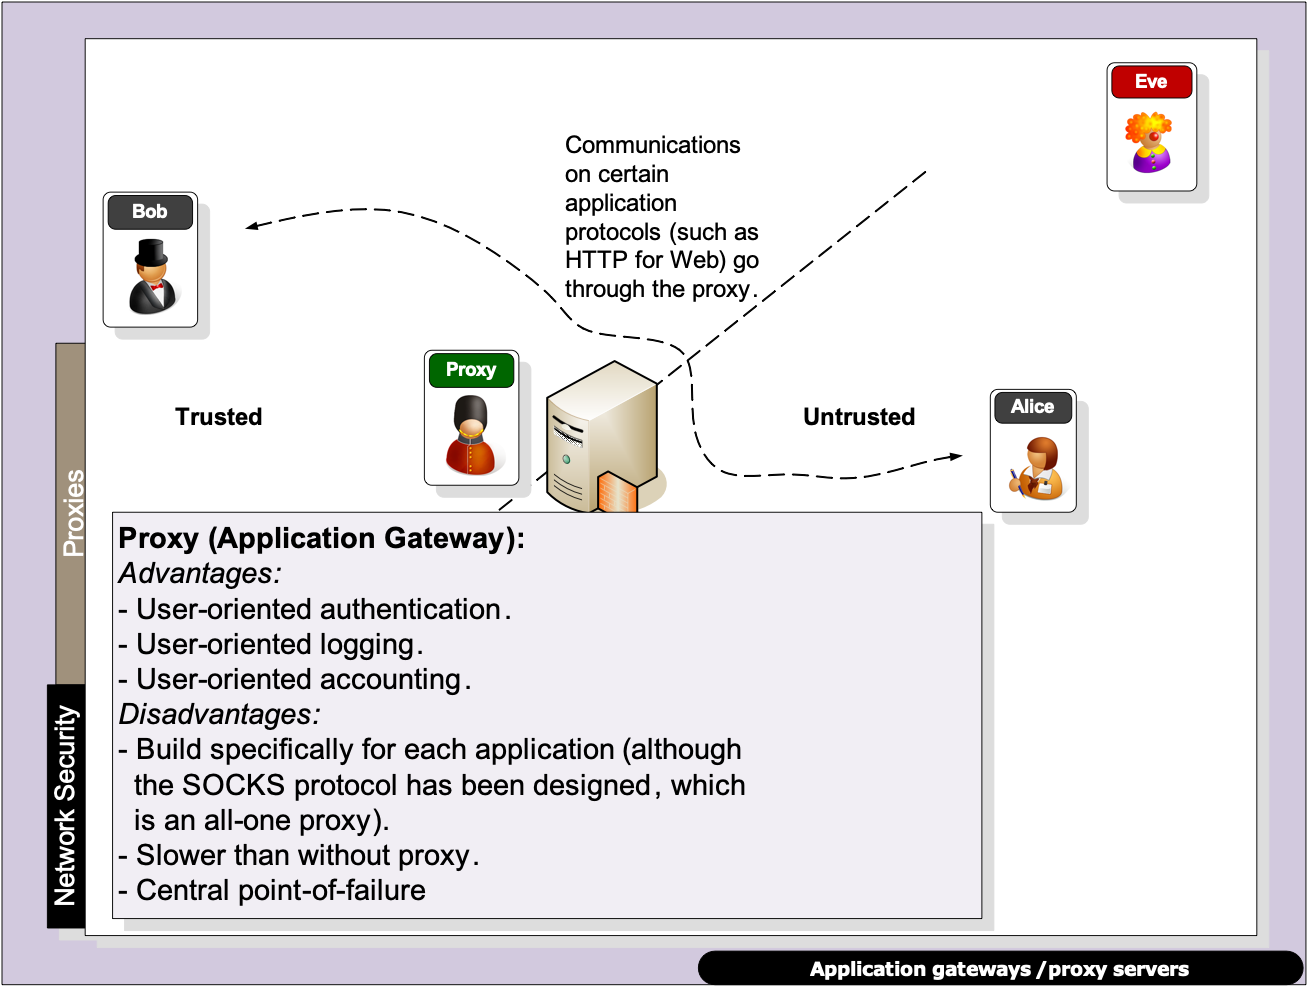 Eve
Communications
on certain
application
protocols (such as
HTTP for Web) go
through the proxy.
Bob
Proxy
Trusted
Untrusted
Alice
Proxies
Network Security
Proxy (Application Gateway):
Advantages:
- User-oriented authentication.
- User-oriented logging.
- User-oriented accounting.
Disadvantages:
- Build specifically for each application (although
the SOCKS protocol has been designed, which
is an all-one proxy).
- Slower than without proxy.
- Central point-of-failure
Application gateways /proxy servers